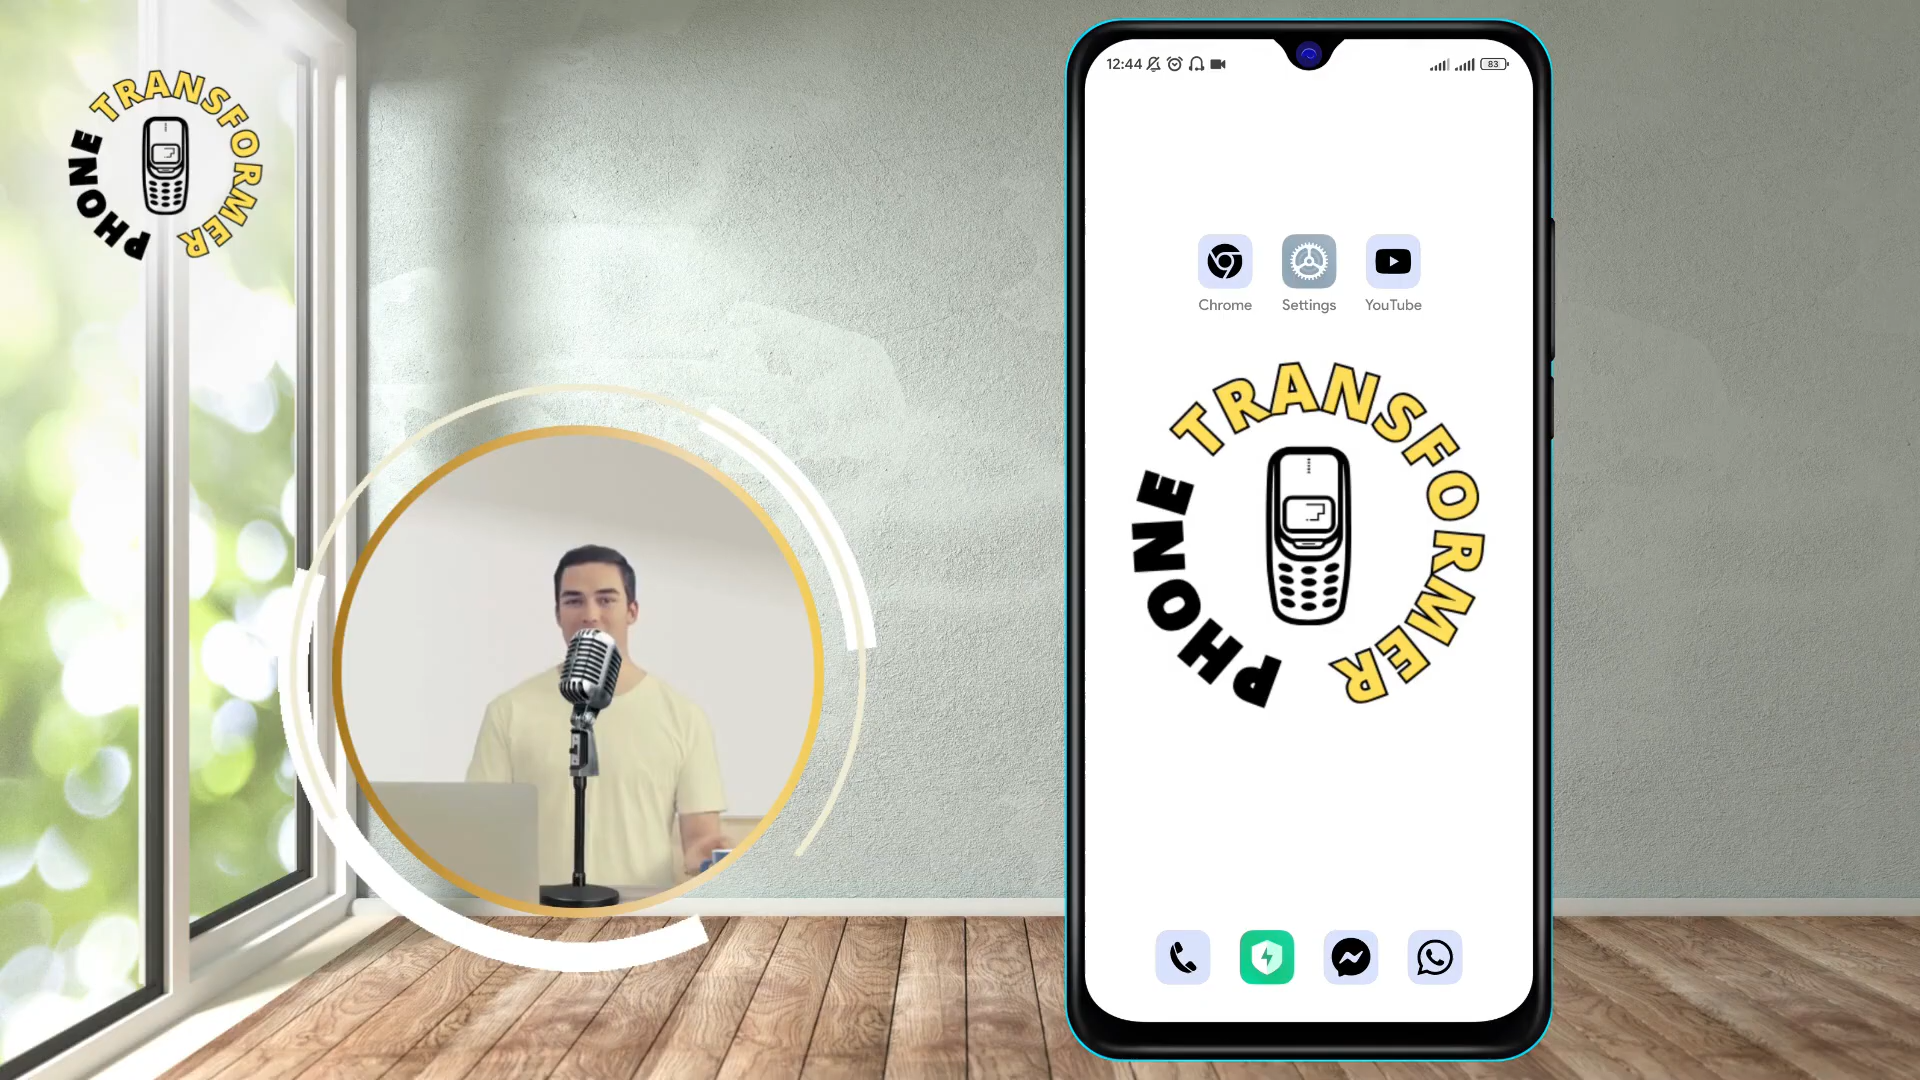 PHONE TRANSFORMER
12:44
83
Chrome
Settings
YouTube
PHONE TRANSFORMER